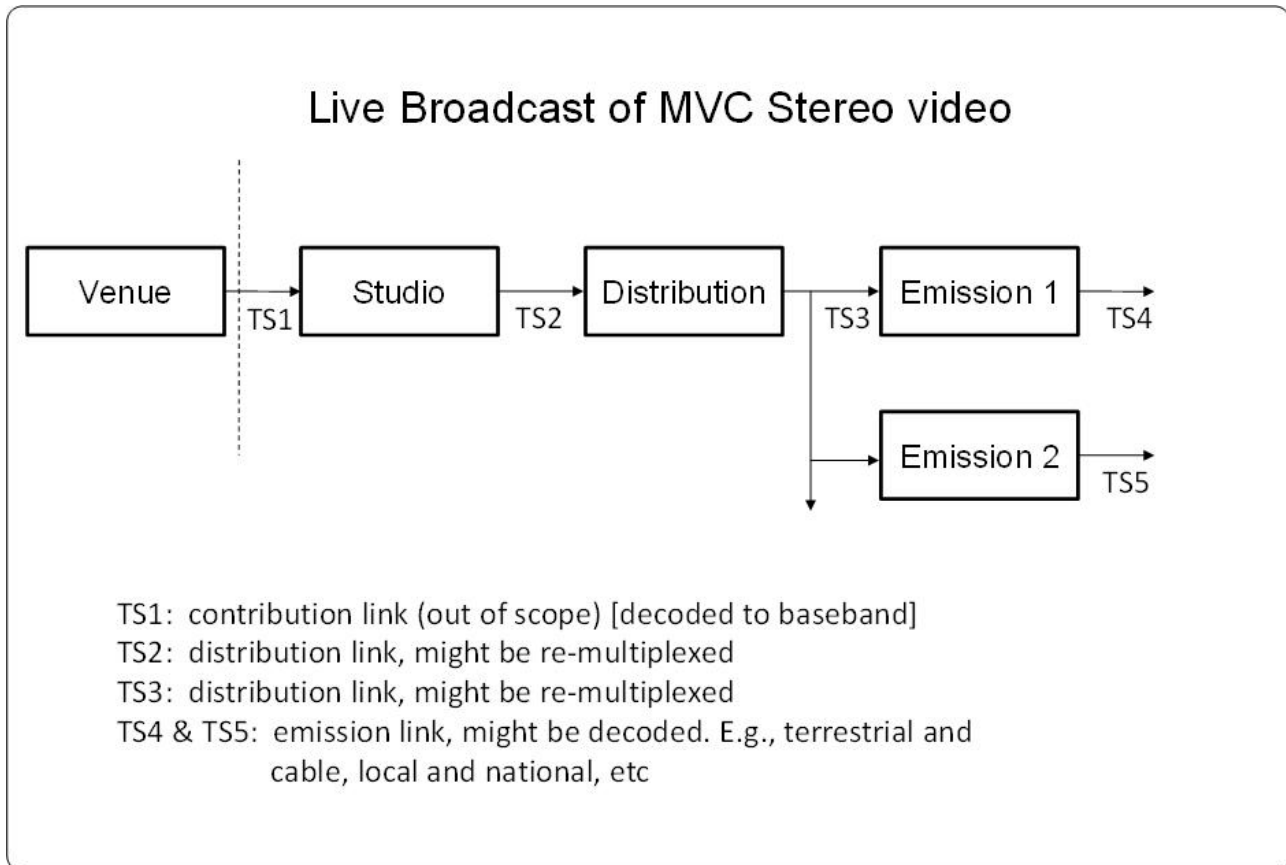 Live Broadcast of MVC Stereo video
Venue
TS1
Studio
TS2
Distribution
TS3
Emission 1
TS4
Emission 2
TS5
TS1: contribution link (out of scope) [decoded to baseband]
TS2: distribution link, might be re-multiplexed
TS3: distribution link, might be re-multiplexed
TS4 & TS5: emission link, might be decoded. E.g., terrestrial and
cable, local and national, etc